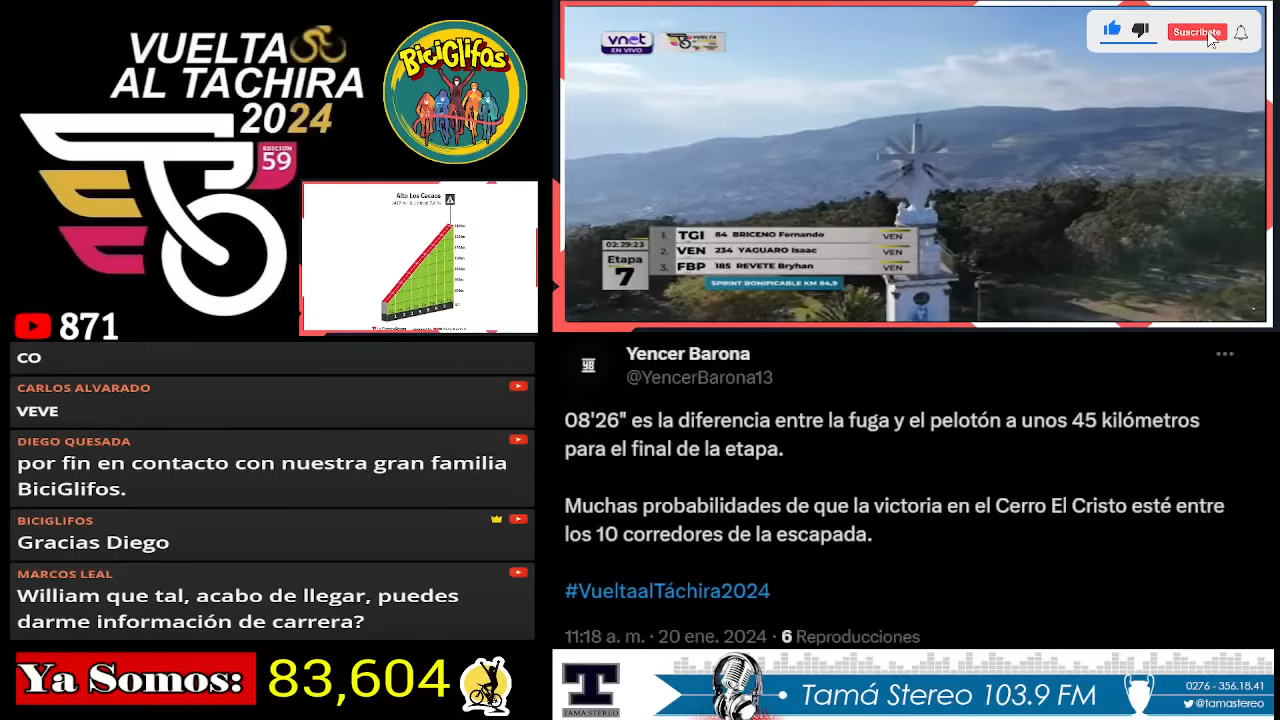 VUELTA
AL TACHIRA
2024
EDICION
59
BiciGlifos
Alto Los Cacaos
871
CO
CARLOS ALVARADO
VEVE
DIEGO QUESADA
por fin en contacto con nuestra gran familia
BiciGlifos.
BICIGLIFOS
Gracias Diego
MARCOS LEAL
William que tal, acabo de llegar, puedes
darme información de carrera?
Ya Somos: 83,604
vnet
EN VIVO
Suscríbete
02:29:23
Etapa
7
1. TGI 84 BRICENO Fernando VEN
2. VEN 234 YAGUARO Isaac VEN
3. FBP 185 REVETE Bryhan VEN
SPRINT BONIFICABLE KM 84,9
Yencer Barona
@YencerBarona13
08'26" es la diferencia entre la fuga y el pelotón a unos 45 kilómetros
para el final de la etapa.
Muchas probabilidades de que la victoria en el Cerro El Cristo esté entre
los 10 corredores de la escapada.
#VueltaalTáchira2024
11:18 a. m. · 20 ene. 2024 · 6 Reproducciones
TAMÁ STEREO
Tamá Stereo 103.9 FM
0276 - 356.18.41
@tamastereo